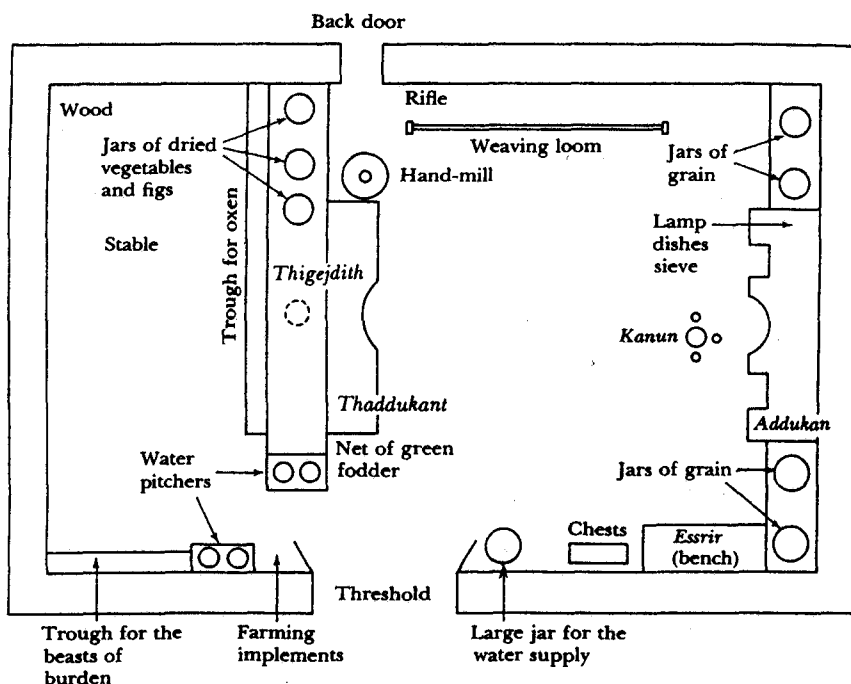 Back door
Wood
Rifle
Weaving loom
Jars of dried
vegetables
and figs
Hand-mill
Jars of
grain
Stable
Trough for oxen
Thigejdith
Lamp
dishes
sieve
Kanun
Thaddukant
Addukan
Water
pitchers
Net of green
fodder
Jars of grain
Chests
Essrir
(bench)
Threshold
Trough for the
beasts of
burden
Farming
implements
Large jar for the
water supply